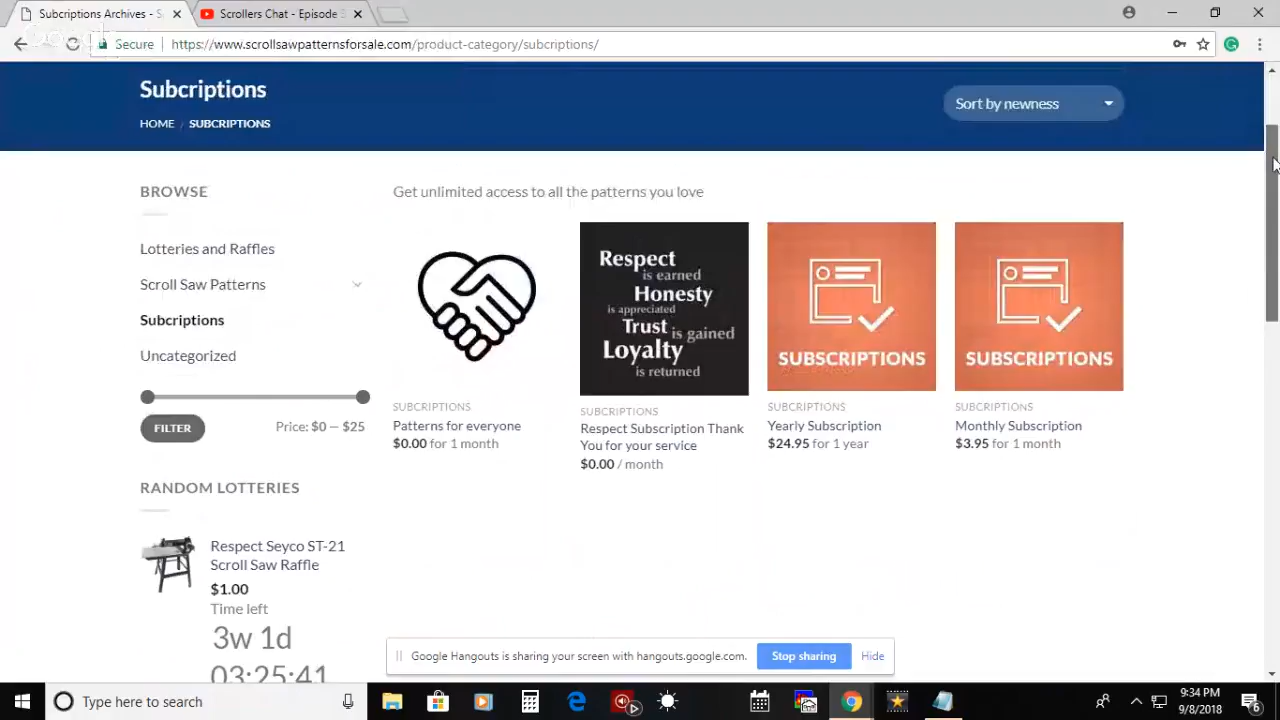 Subcriptions Archives - S
Scrollers Chat - Episode
Secure
https://www.scrollsawpatternsforsale.com/product-category/subcriptions/
Subcriptions
HOME / SUBCRIPTIONS
Sort by newness
BROWSE
Lotteries and Raffles
Scroll Saw Patterns
Subcriptions
Uncategorized
FILTER
Price: $0 — $25
RANDOM LOTTERIES
Respect Seyco ST-21
Scroll Saw Raffle
$1.00
Time left
3w 1d
03:25:41
Get unlimited access to all the patterns you love
SUBCRIPTIONS
Patterns for everyone
$0.00 for 1 month
Respect
is earned
Honesty
is appreciated
Trust is gained
Loyalty
is returned
SUBCRIPTIONS
Respect Subscription Thank
You for your service
$0.00 / month
SUBSCRIPTIONS
SUBCRIPTIONS
Yearly Subscription
$24.95 for 1 year
SUBSCRIPTIONS
SUBCRIPTIONS
Monthly Subscription
$3.95 for 1 month
Google Hangouts is sharing your screen with hangouts.google.com.
Stop sharing
Hide
Type here to search
9:34 PM
9/8/2018
6